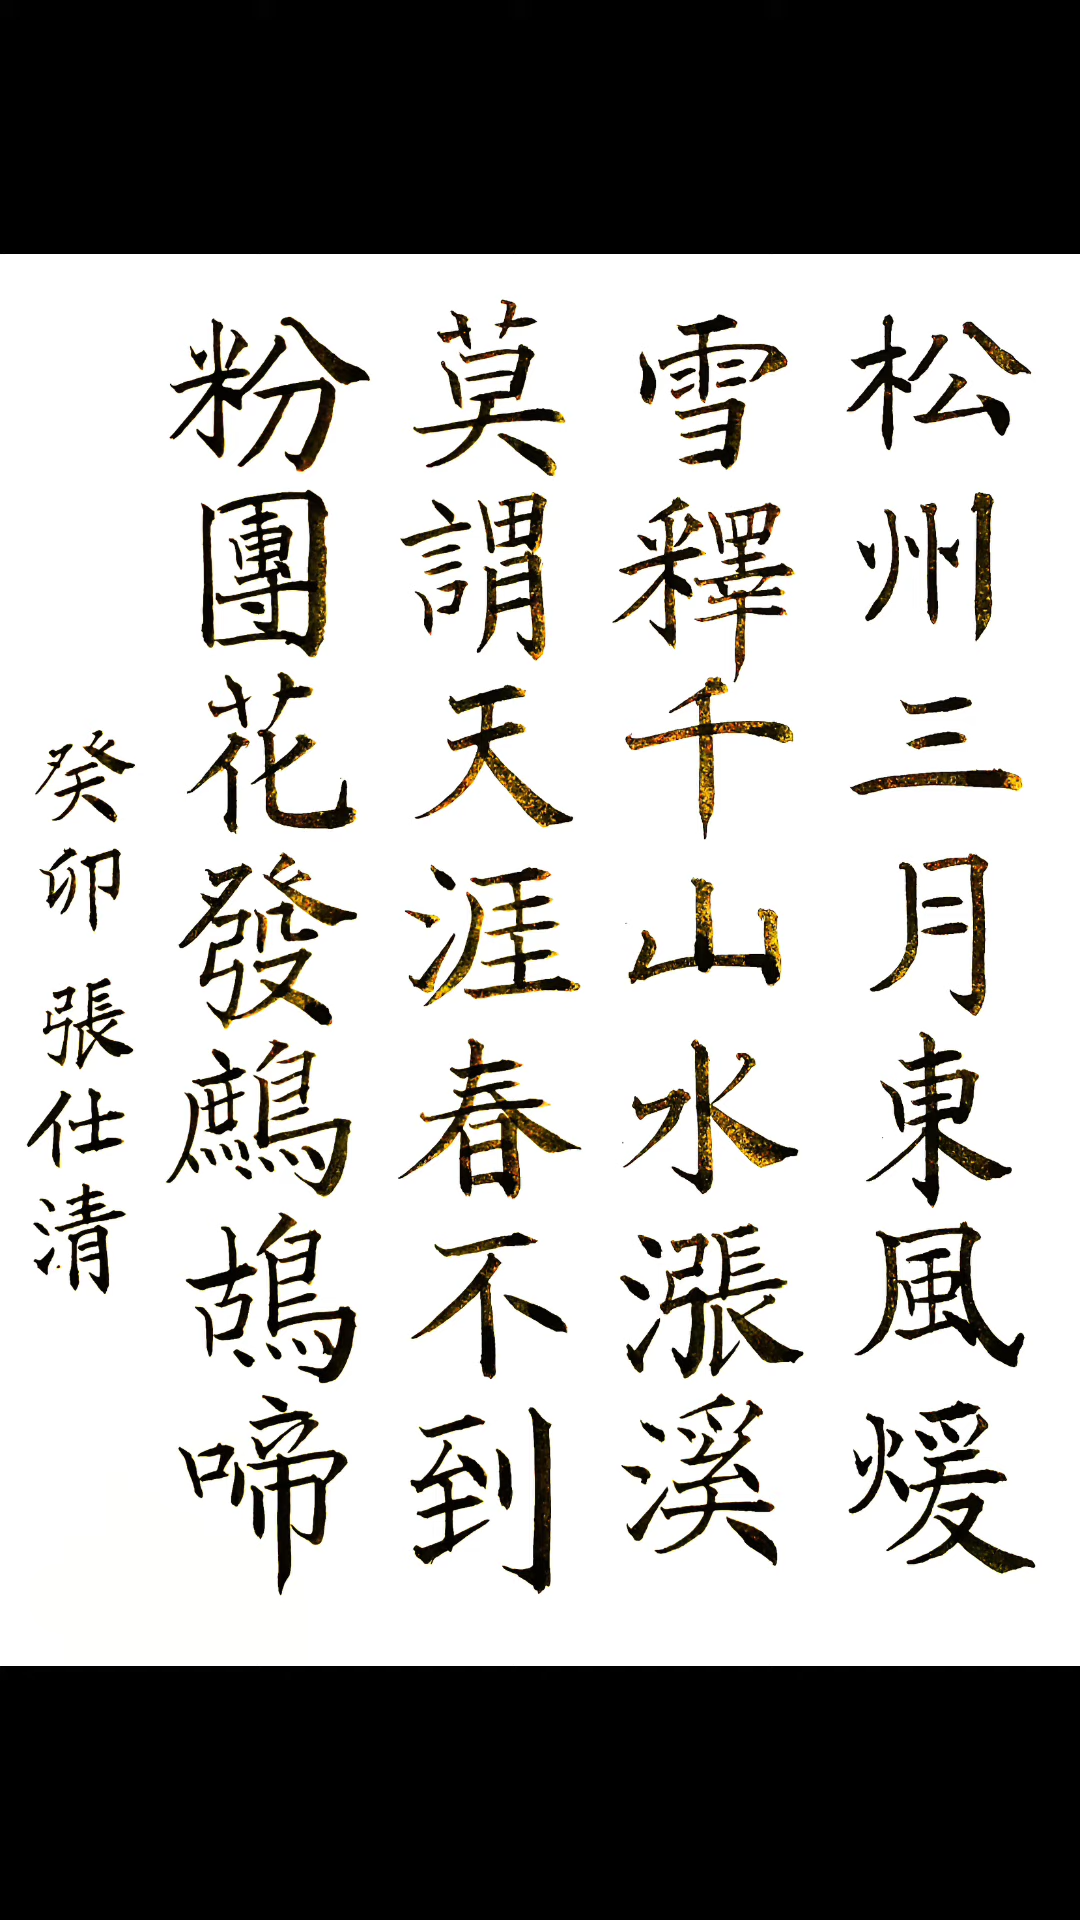 松州三月東風煖
雪釋千山水漲溪
莫謂天涯春不到
粉團花發鷓鴣啼
癸卯 張仕清